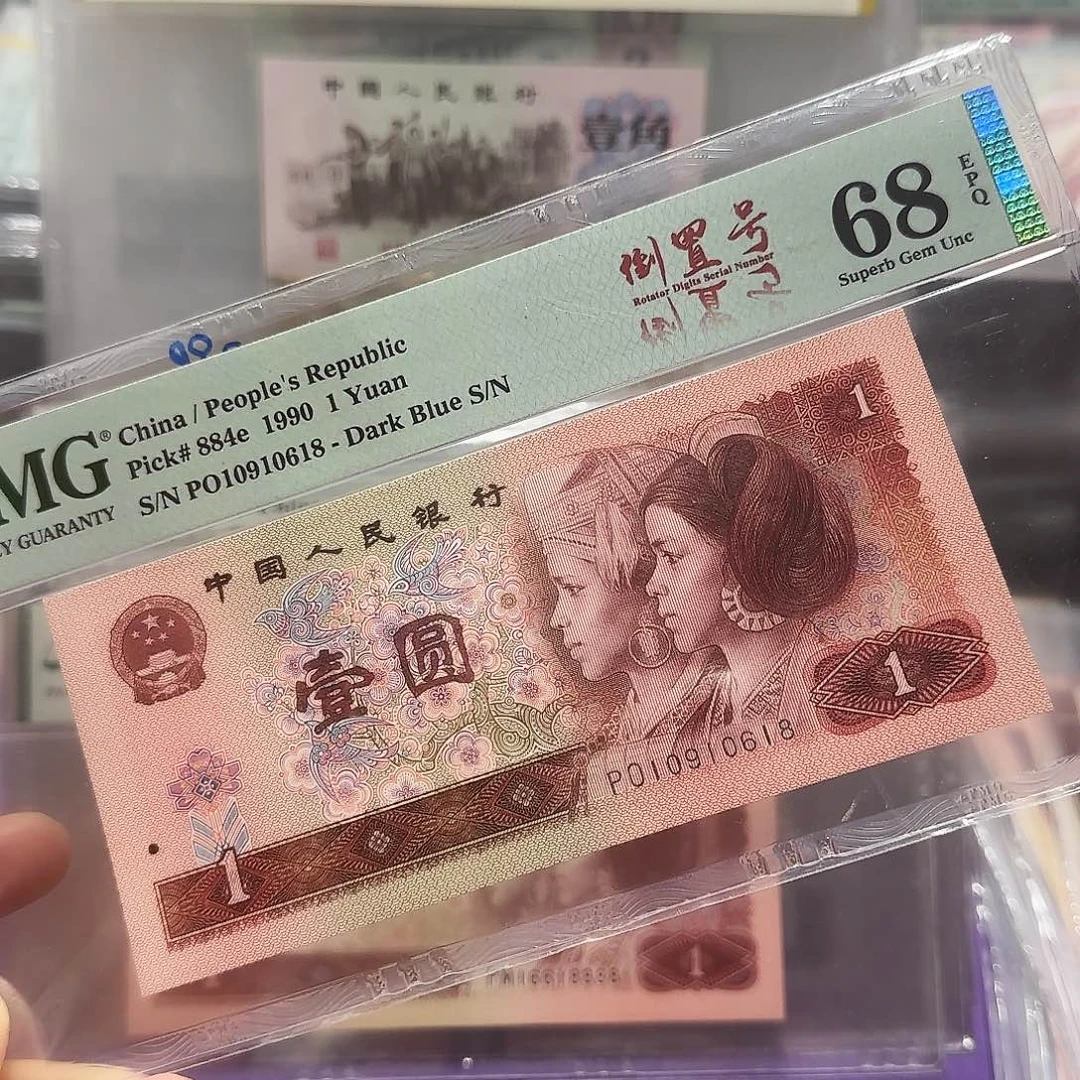 中國人民銀行
壹角
倒置号
Rotator Digits Serial Number
68
EPQ
Superb Gem Unc
MG®
Y GUARANTY
China / People's Republic
Pick# 884e 1990 1 Yuan
S/N PO10910618 - Dark Blue S/N
中国人民银行
壹圆
1
1
PO10910618
1
1